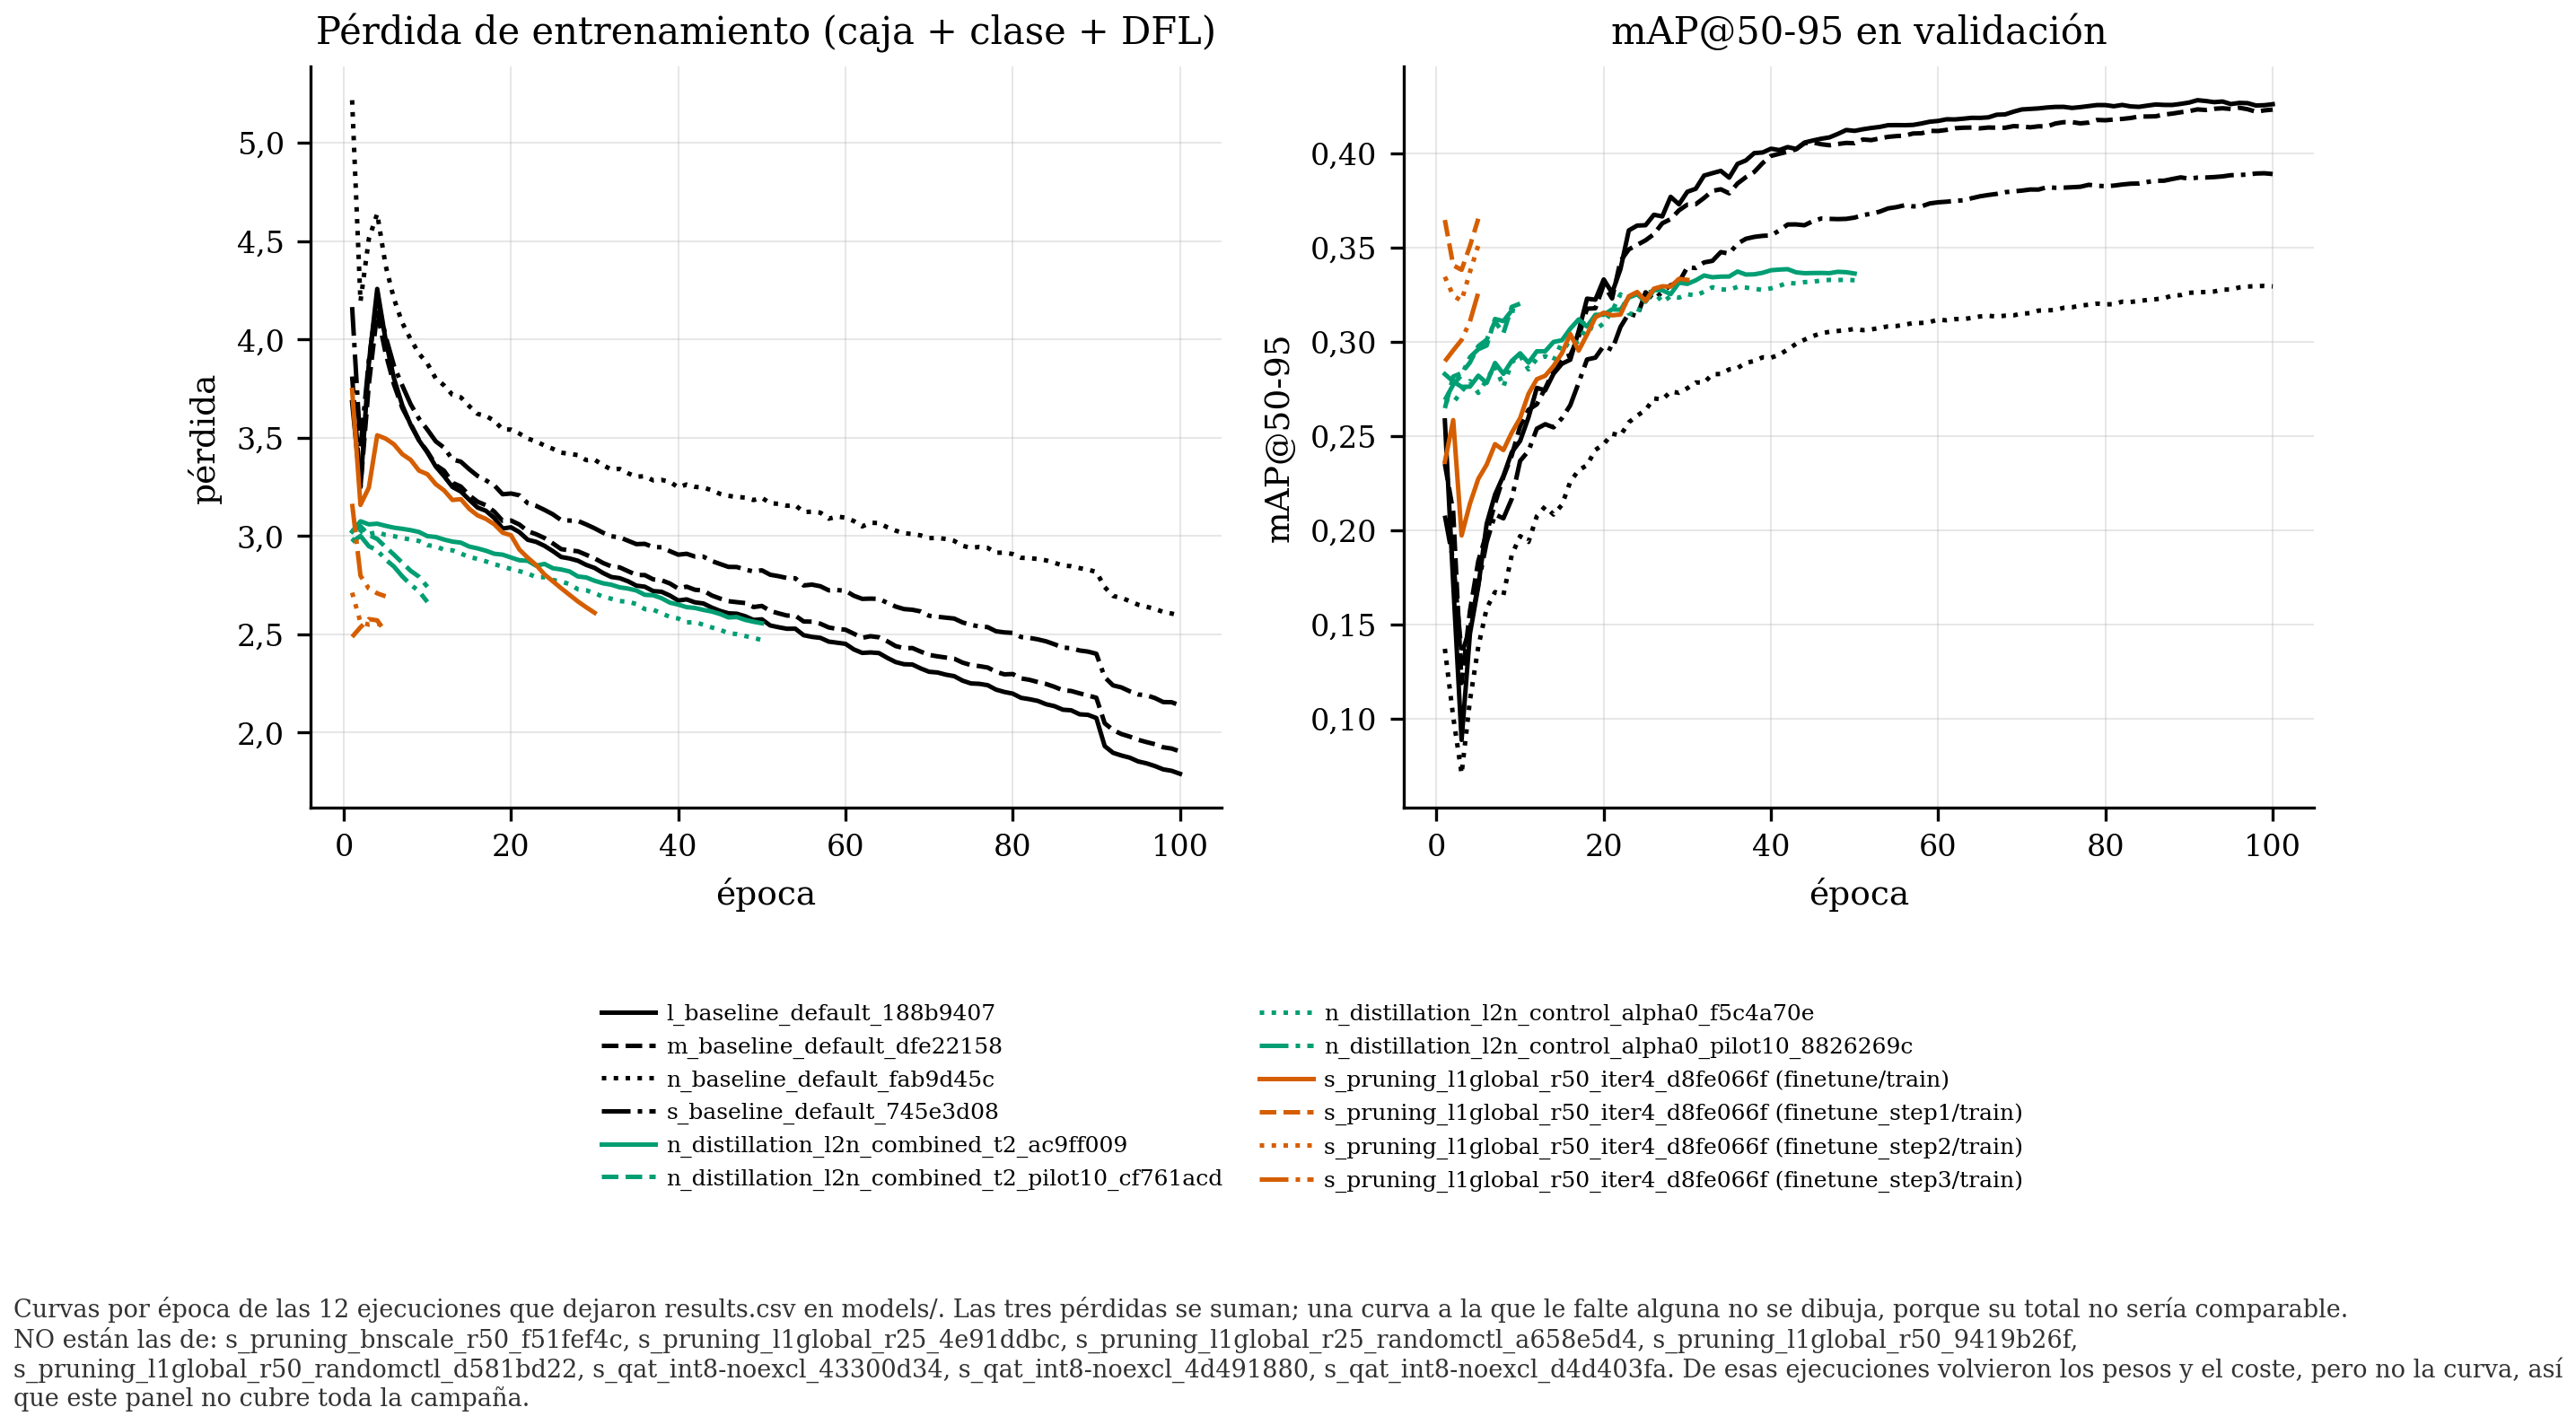 Pérdida de entrenamiento (caja + clase + DFL)
5,0
4,5
4,0
3,5
3,0
2,5
2,0
pérdida
0
20
40
60
80
100
época
mAP@50-95 en validación
0,40
0,35
0,30
0,25
0,20
0,15
0,10
mAP@50-95
0
20
40
60
80
100
época
l_baseline_default_188b9407
m_baseline_default_dfe22158
n_baseline_default_fab9d45c
s_baseline_default_745e3d08
n_distillation_l2n_combined_t2_ac9ff009
n_distillation_l2n_combined_t2_pilot10_cf761acd
n_distillation_l2n_control_alpha0_f5c4a70e
n_distillation_l2n_control_alpha0_pilot10_8826269c
s_pruning_l1global_r50_iter4_d8fe066f (finetune/train)
s_pruning_l1global_r50_iter4_d8fe066f (finetune_step1/train)
s_pruning_l1global_r50_iter4_d8fe066f (finetune_step2/train)
s_pruning_l1global_r50_iter4_d8fe066f (finetune_step3/train)
Curvas por época de las 12 ejecuciones que dejaron results.csv en models/. Las tres pérdidas se suman; una curva a la que le falte alguna no se dibuja, porque su total no sería comparable.
NO están las de: s_pruning_bnscale_r50_f51fef4c, s_pruning_l1global_r25_4e91ddbc, s_pruning_l1global_r25_randomctl_a658e5d4, s_pruning_l1global_r50_9419b26f,
s_pruning_l1global_r50_randomctl_d581bd22, s_qat_int8-noexcl_43300d34, s_qat_int8-noexcl_4d491880, s_qat_int8-noexcl_d4d403fa. De esas ejecuciones volvieron los pesos y el coste, pero no la curva, así
que este panel no cubre toda la campaña.